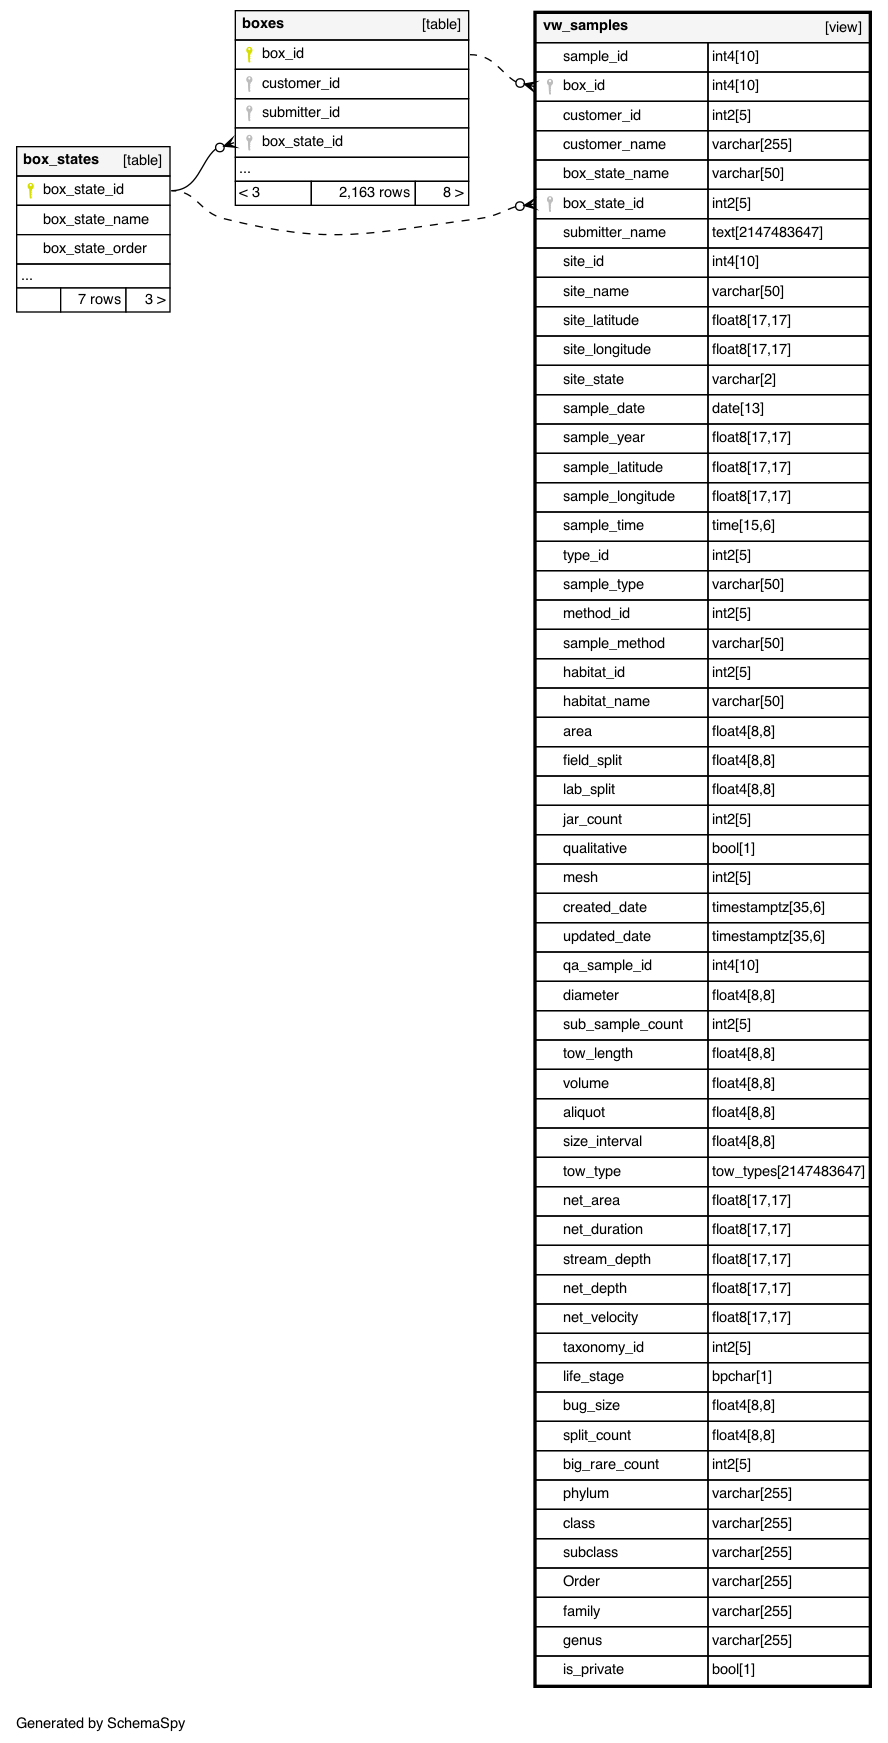 boxes [table]
box_id
customer_id
submitter_id
box_state_id
...
< 3 2,163 rows 8 >
box_states [table]
box_state_id
box_state_name
box_state_order
...
7 rows 3 >
vw_samples [view]
sample_id int4[10]
box_id int4[10]
customer_id int2[5]
customer_name varchar[255]
box_state_name varchar[50]
box_state_id int2[5]
submitter_name text[2147483647]
site_id int4[10]
site_name varchar[50]
site_latitude float8[17,17]
site_longitude float8[17,17]
site_state varchar[2]
sample_date date[13]
sample_year float8[17,17]
sample_latitude float8[17,17]
sample_longitude float8[17,17]
sample_time time[15,6]
type_id int2[5]
sample_type varchar[50]
method_id int2[5]
sample_method varchar[50]
habitat_id int2[5]
habitat_name varchar[50]
area float4[8,8]
field_split float4[8,8]
lab_split float4[8,8]
jar_count int2[5]
qualitative bool[1]
mesh int2[5]
created_date timestamptz[35,6]
updated_date timestamptz[35,6]
qa_sample_id int4[10]
diameter float4[8,8]
sub_sample_count int2[5]
tow_length float4[8,8]
volume float4[8,8]
aliquot float4[8,8]
size_interval float4[8,8]
tow_type tow_types[2147483647]
net_area float8[17,17]
net_duration float8[17,17]
stream_depth float8[17,17]
net_depth float8[17,17]
net_velocity float8[17,17]
taxonomy_id int2[5]
life_stage bpchar[1]
bug_size float4[8,8]
split_count float4[8,8]
big_rare_count int2[5]
phylum varchar[255]
class varchar[255]
subclass varchar[255]
Order varchar[255]
family varchar[255]
genus varchar[255]
is_private bool[1]
Generated by SchemaSpy